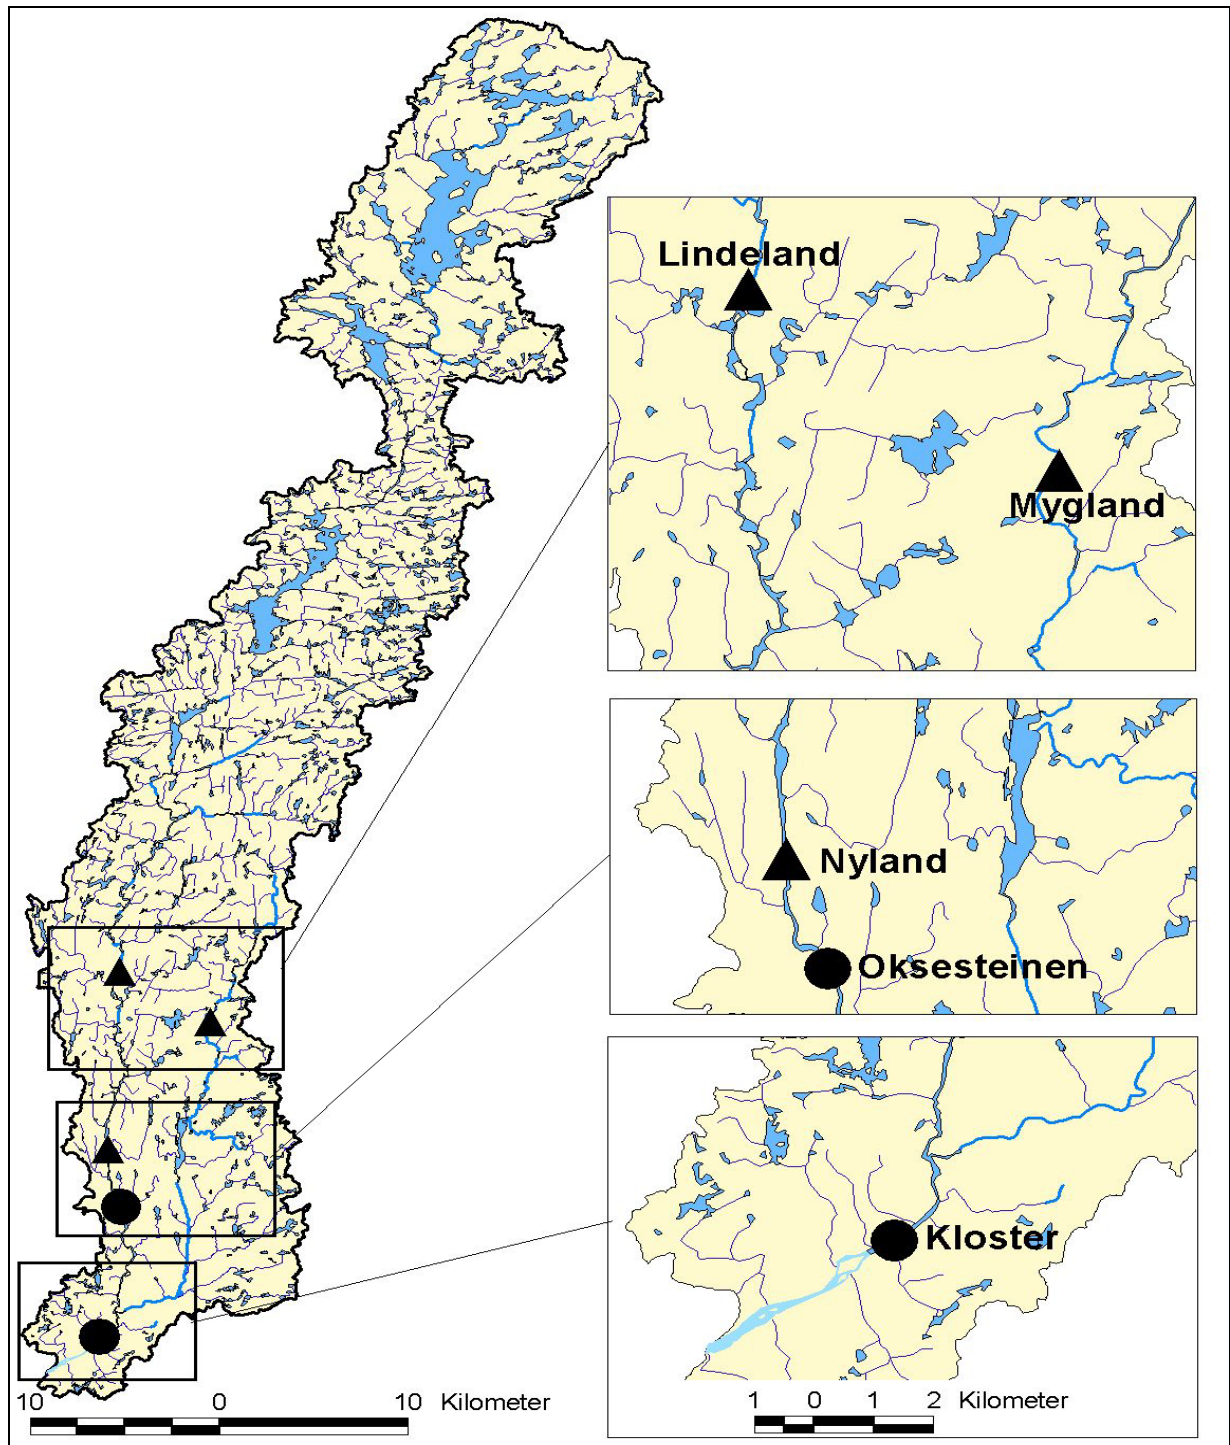 Lindeland
Mygland
Nyland
Oksesteinen
Kloster
10 0 10 Kilometer
1 0 1 2 Kilometer